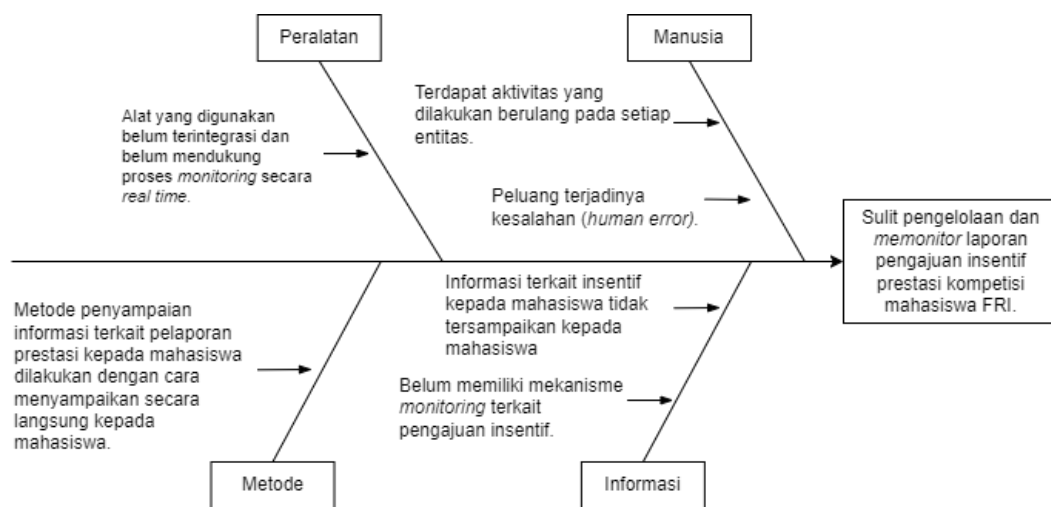 Peralatan
Manusia
Alat yang digunakan
belum terintegrasi dan
belum mendukung
proses monitoring secara
real time.
Terdapat aktivitas yang
dilakukan berulang pada setiap
entitas.
Peluang terjadinya
kesalahan (human error).
Sulit pengelolaan dan
memonitor laporan
pengajuan insentif
prestasi kompetisi
mahasiswa FRI.
Metode penyampaian
informasi terkait pelaporan
prestasi kepada mahasiswa
dilakukan dengan cara
menyampaikan secara
langsung kepada
mahasiswa.
Informasi terkait insentif
kepada mahasiswa tidak
tersampaikan kepada
mahasiswa
Belum memiliki mekanisme
monitoring terkait
pengajuan insentif.
Metode
Informasi